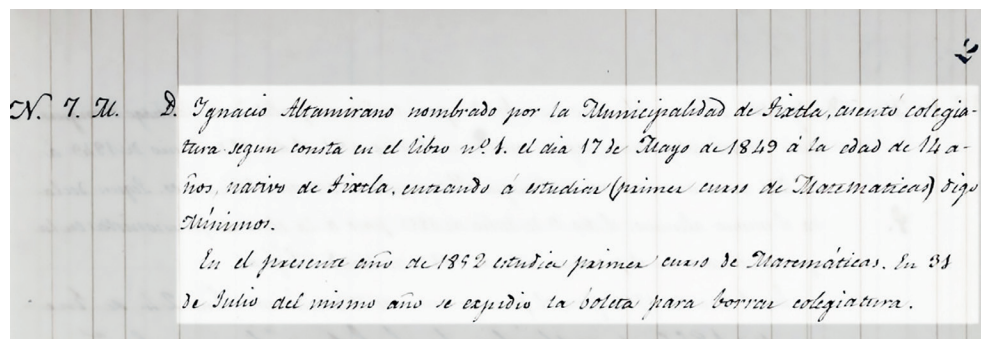 2
N. 7. M. D. Ygnacio Altamirano nombrado por la Municipalidad de Tixtla, asentó colegia-
tura segun consta en el libro nº. 1. el dia 17 de Mayo de 1849 á la edad de 14 a-
ños, nativo de Tixtla, entrando á estudiar (primer curso de Matematicas) digo
Mínimos.
En el presente año de 1852 estudia primer curso de Matemáticas. En 31
de Julio del mismo año se expidio la boleta para borrar colegiatura.